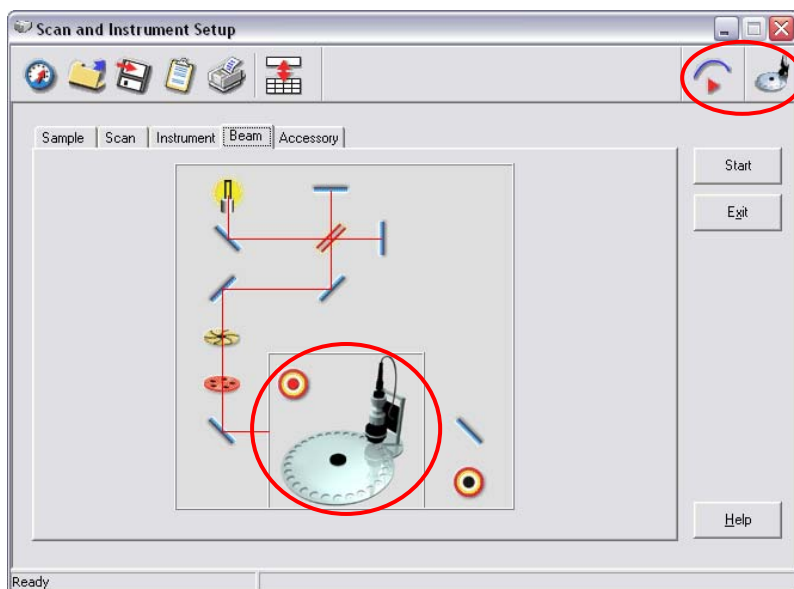 Scan and Instrument Setup
Sample Scan Instrument Beam Accessory
Start
Exit
Help
Ready